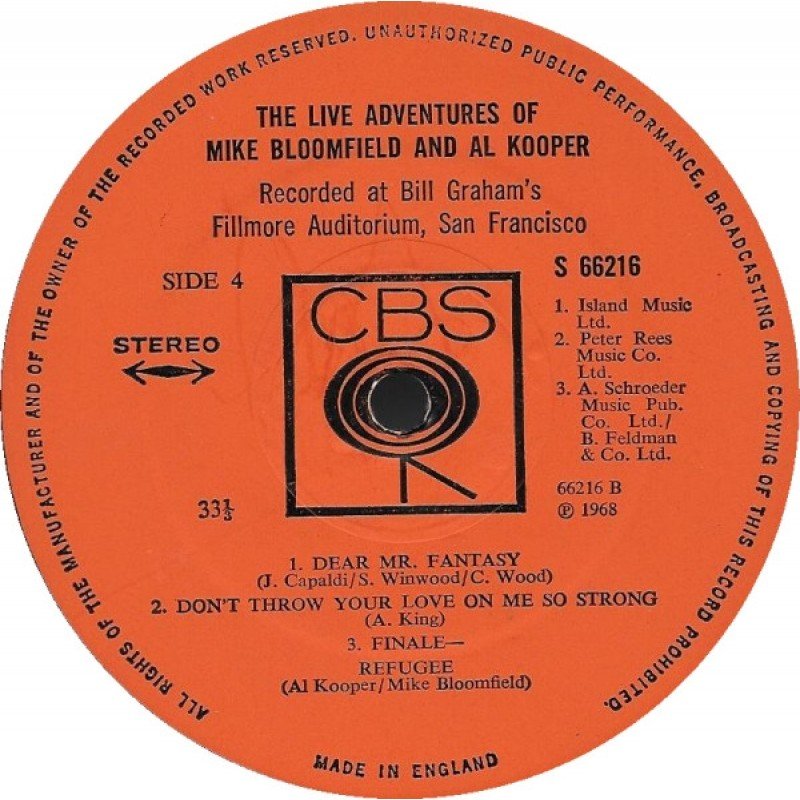 ALL RIGHTS OF THE MANUFACTURER AND OF THE OWNER OF THE RECORDED WORK RESERVED. UNAUTHORIZED PUBLIC PERFORMANCE, BROADCASTING AND COPYING OF THIS RECORD PROHIBITED.
THE LIVE ADVENTURES OF
MIKE BLOOMFIELD AND AL KOOPER
Recorded at Bill Graham's
Fillmore Auditorium, San Francisco
SIDE 4
S 66216
CBS
STEREO
1. Island Music
Ltd.
2. Peter Rees
Music Co.
Ltd.
3. A. Schroeder
Music Pub.
Co. Ltd./
B. Feldman
& Co. Ltd.
33⅓
66216 B
℗ 1968
1. DEAR MR. FANTASY
(J. Capaldi/S. Winwood/C. Wood)
2. DON'T THROW YOUR LOVE ON ME SO STRONG
(A. King)
3. FINALE—
REFUGEE
(Al Kooper/Mike Bloomfield)
MADE IN ENGLAND